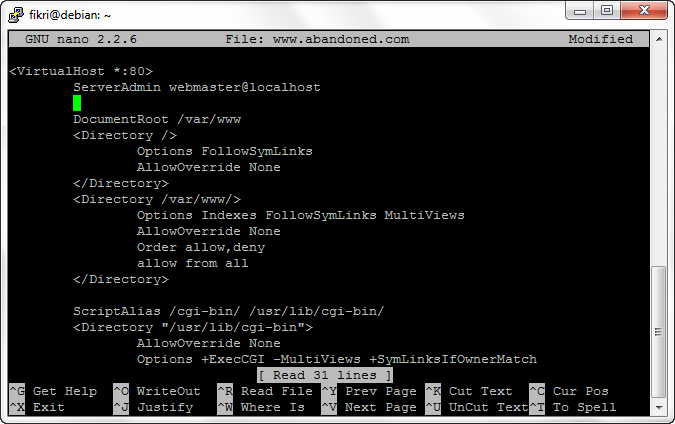 fikri@debian: ~
GNU nano 2.2.6 File: www.abandoned.com Modified
<VirtualHost *:80>
ServerAdmin webmaster@localhost
DocumentRoot /var/www
<Directory />
Options FollowSymLinks
AllowOverride None
</Directory>
<Directory /var/www/>
Options Indexes FollowSymLinks MultiViews
AllowOverride None
Order allow,deny
allow from all
</Directory>
ScriptAlias /cgi-bin/ /usr/lib/cgi-bin/
<Directory "/usr/lib/cgi-bin">
AllowOverride None
Options +ExecCGI -MultiViews +SymLinksIfOwnerMatch
[ Read 31 lines ]
^G Get Help ^O WriteOut ^R Read File ^Y Prev Page ^K Cut Text ^C Cur Pos
^X Exit ^J Justify ^W Where Is ^V Next Page ^U UnCut Text ^T To Spell